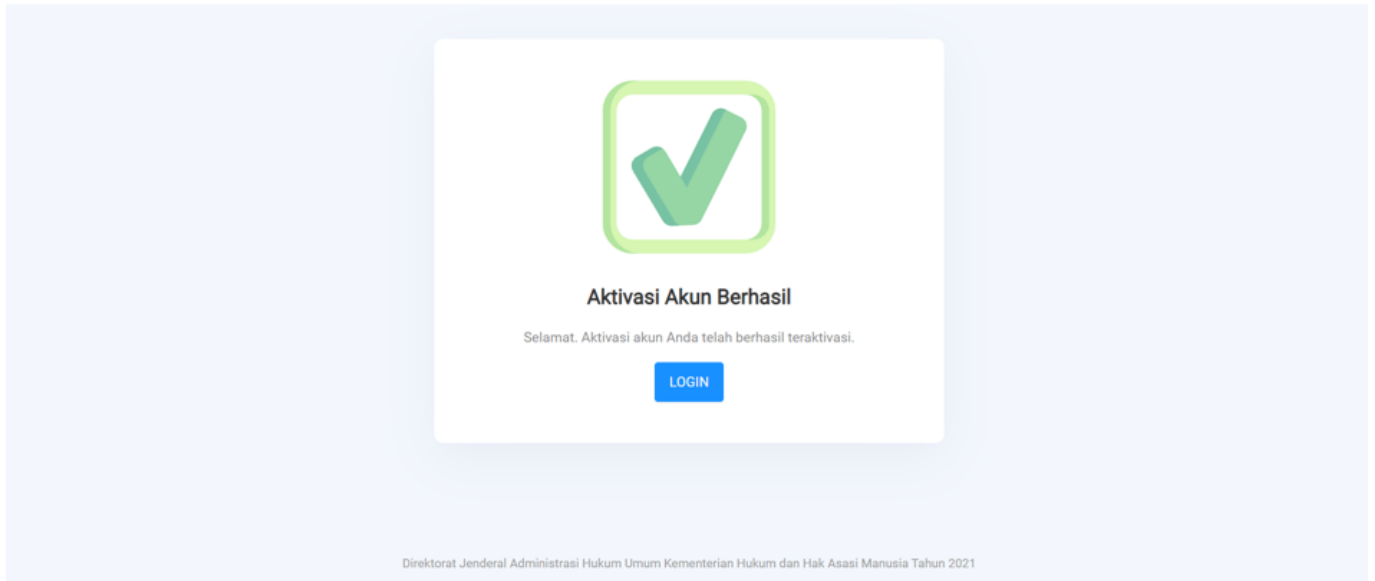 Aktivasi Akun Berhasil
Selamat. Aktivasi akun Anda telah berhasil teraktivasi.
LOGIN
Direktorat Jenderal Administrasi Hukum Umum Kementerian Hukum dan Hak Asasi Manusia Tahun 2021